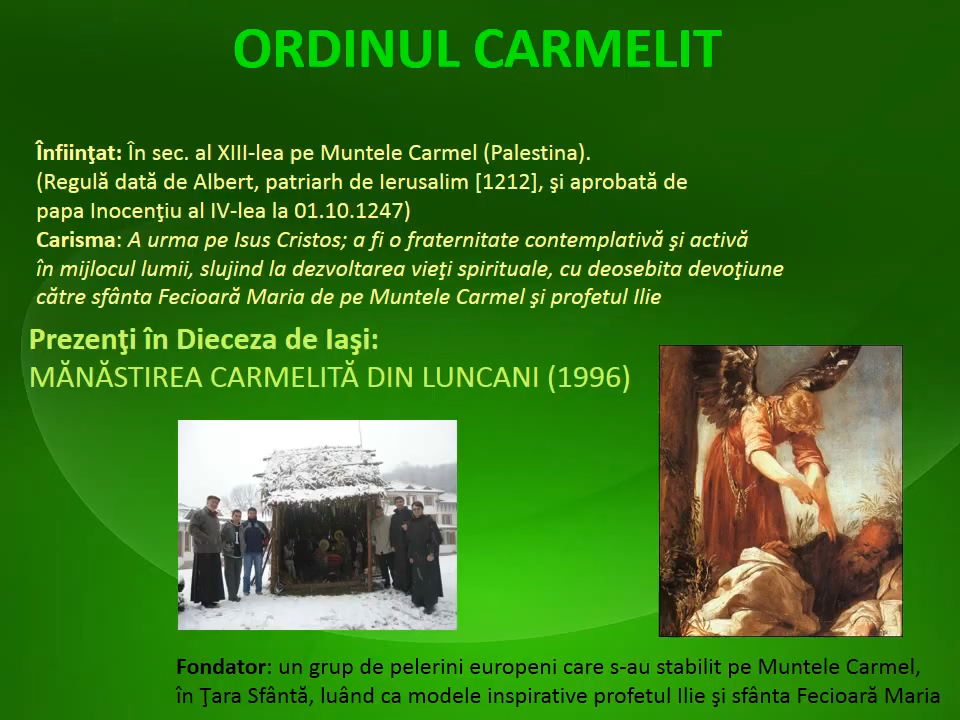 ORDINUL CARMELIT
Înfiinţat: În sec. al XIII-lea pe Muntele Carmel (Palestina).
(Regulă dată de Albert, patriarh de Ierusalim [1212], şi aprobată de
papa Inocenţiu al IV-lea la 01.10.1247)
Carisma: A urma pe Isus Cristos; a fi o fraternitate contemplativă şi activă
în mijlocul lumii, slujind la dezvoltarea vieţi spirituale, cu deosebita devoţiune
către sfânta Fecioară Maria de pe Muntele Carmel şi profetul Ilie
Prezenţi în Dieceza de Iaşi:
MĂNĂSTIREA CARMELITĂ DIN LUNCANI (1996)
Fondator: un grup de pelerini europeni care s-au stabilit pe Muntele Carmel,
în Ţara Sfântă, luând ca modele inspirative profetul Ilie şi sfânta Fecioară Maria